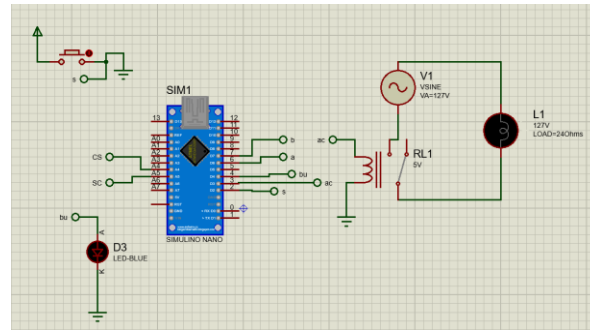 s
SIM1
13
12
11
10
9
8
7
6
5
4
3
2
0
1
A0
A1
A2
A3
A4
A5
A6
A7
CS
SC
b
a
bu
ac
s
SIMULINO NANO
ac
RL1
5V
V1
VSINE
VA=127V
L1
127V
LOAD=24Ohms
bu
A
K
D3
LED-BLUE